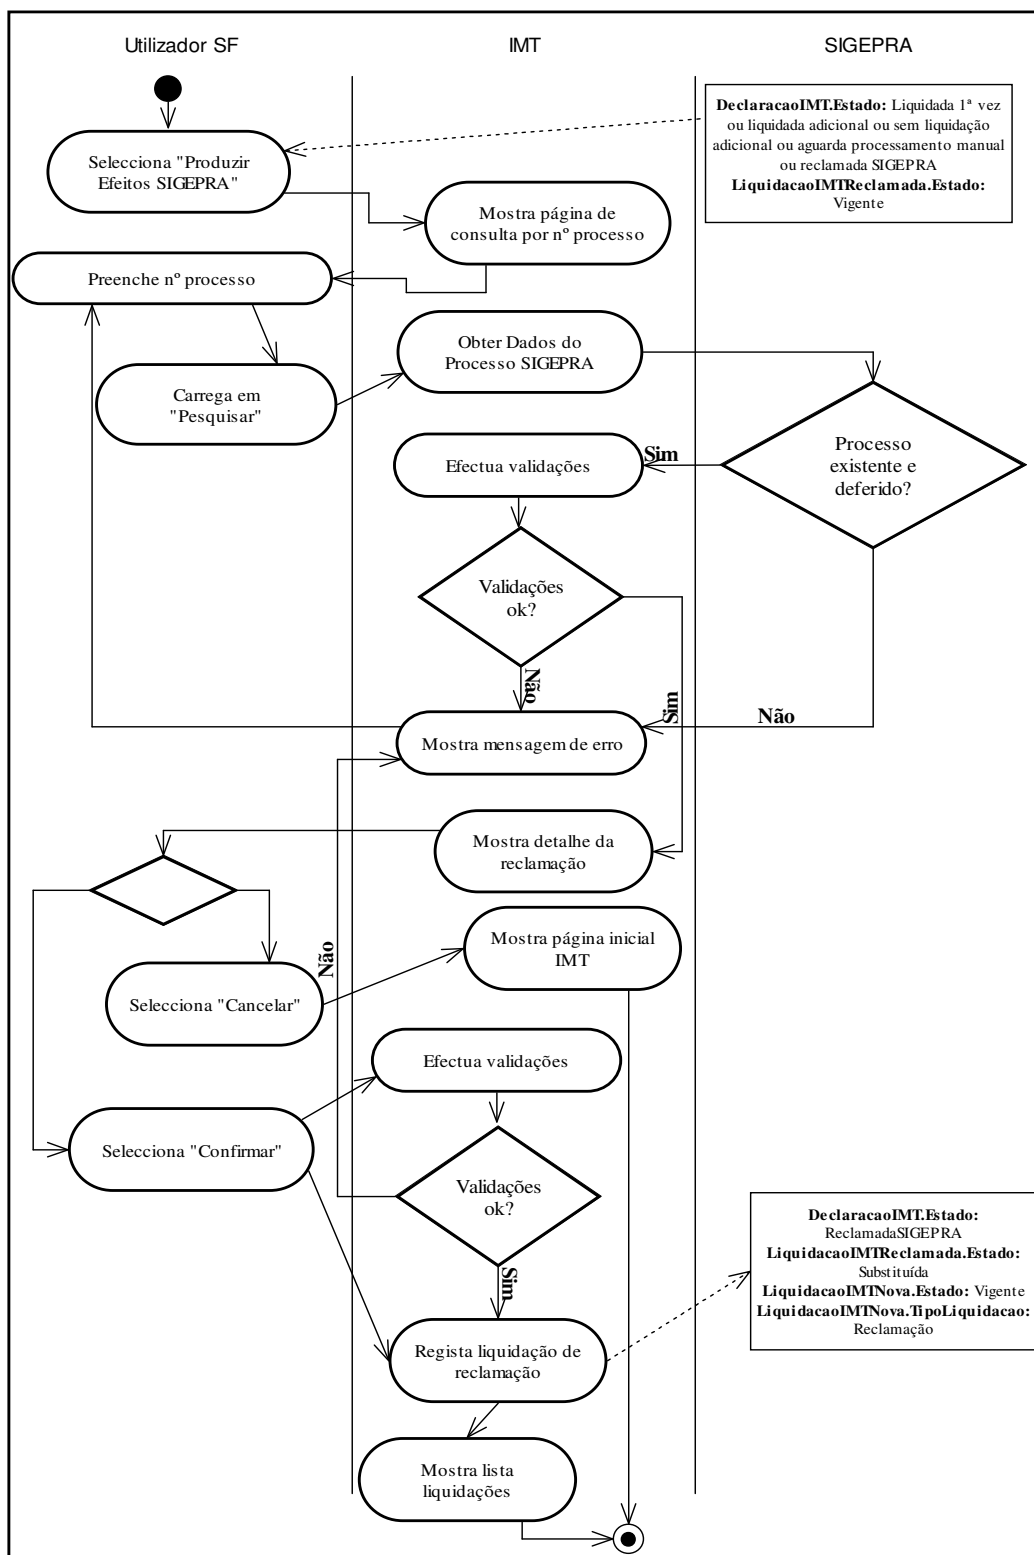 Utilizador SF
IMT
SIGEPRA
DeclaracaoIMT.Estado: Liquidada 1ª vez
ou liquidada adicional ou sem liquidação
adicional ou aguarda processamento manual
ou reclamada SIGEPRA
LiquidacaoIMTReclamada.Estado:
Vigente
Selecciona "Produzir
Efeitos SIGEPRA"
Mostra página de
consulta por nº processo
Preenche nº processo
Obter Dados do
Processo SIGEPRA
Carrega em
"Pesquisar"
Processo
existente e
deferido?
Sim
Efectua validações
Validações
ok?
Não
Sim
Não
Mostra mensagem de erro
Mostra detalhe da
reclamação
Mostra página inicial
IMT
Não
Selecciona "Cancelar"
Efectua validações
Selecciona "Confirmar"
Validações
ok?
Sim
DeclaracaoIMT.Estado:
ReclamadaSIGEPRA
LiquidacaoIMTReclamada.Estado:
Substituída
LiquidacaoIMTNova.Estado: Vigente
LiquidacaoIMTNova.TipoLiquidacao:
Reclamação
Regista liquidação de
reclamação
Mostra lista
liquidações